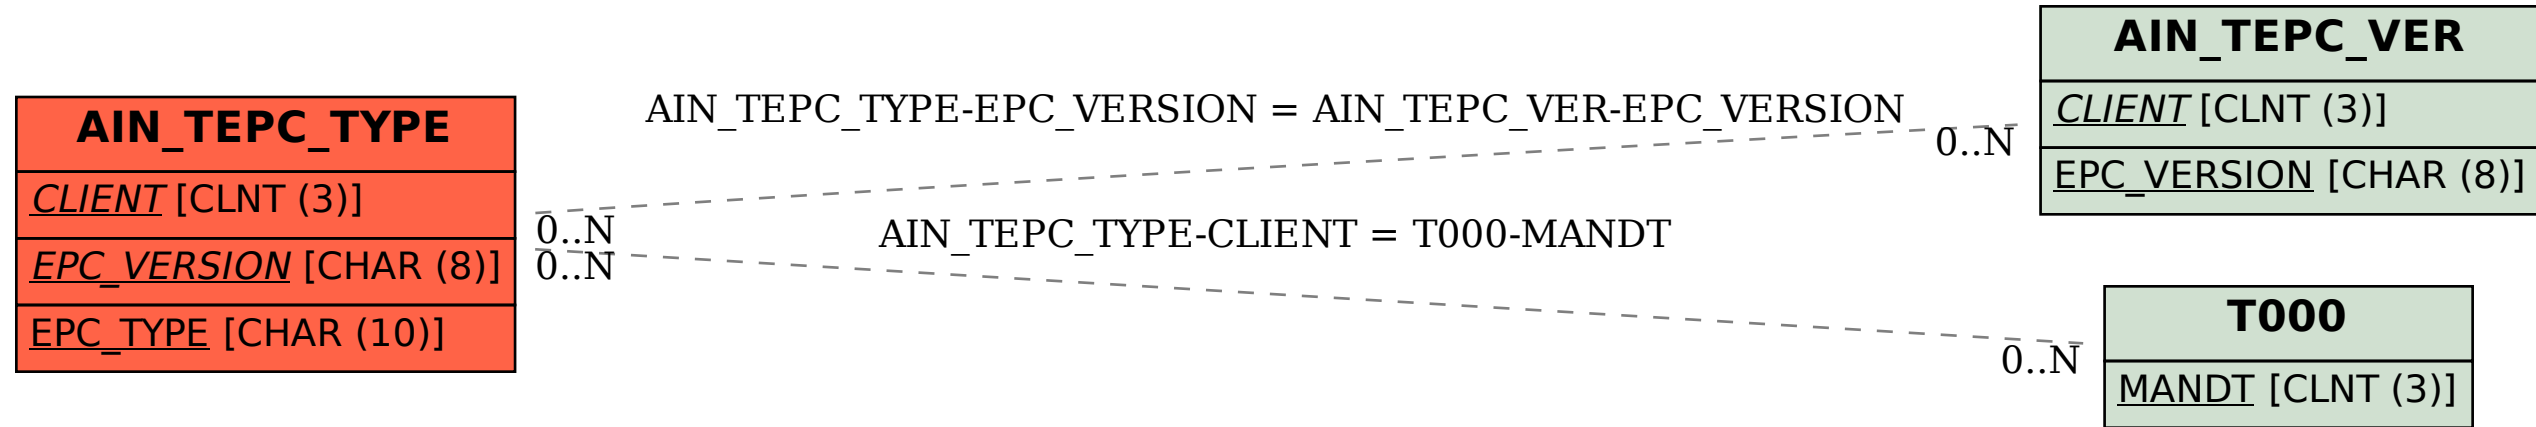 AIN_TEPC_TYPE
CLIENT [CLNT (3)]
EPC_VERSION [CHAR (8)]
EPC_TYPE [CHAR (10)]
AIN_TEPC_TYPE-EPC_VERSION = AIN_TEPC_VER-EPC_VERSION
0..N
0..N
AIN_TEPC_TYPE-CLIENT = T000-MANDT
0..N
0..N
AIN_TEPC_VER
CLIENT [CLNT (3)]
EPC_VERSION [CHAR (8)]
T000
MANDT [CLNT (3)]